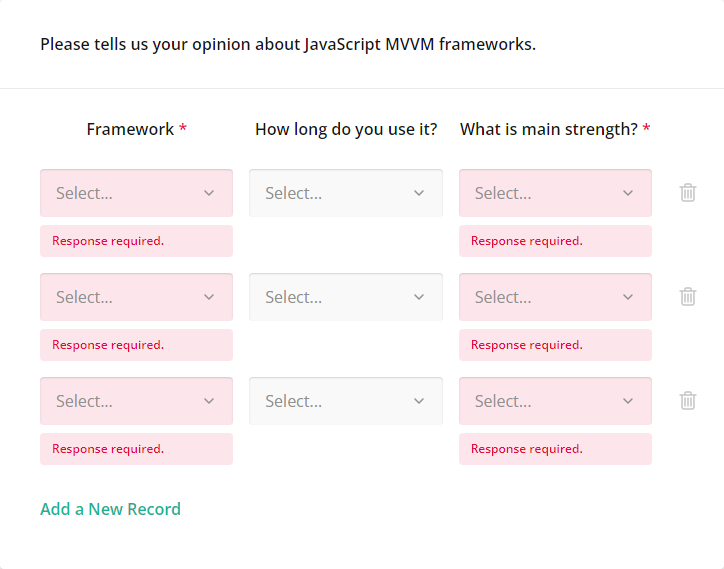 Please tells us your opinion about JavaScript MVVM frameworks.
Framework * How long do you use it? What is main strength? *
Select... Select... Select...
Response required. Response required.
Select... Select... Select...
Response required. Response required.
Select... Select... Select...
Response required. Response required.
Add a New Record